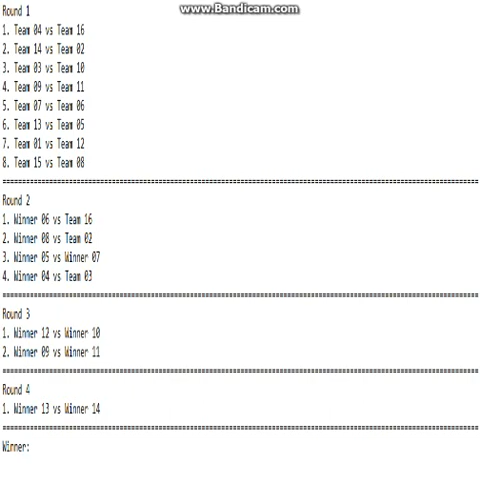 www.Bandicam.com
Round 1
1. Team 04 vs Team 16
2. Team 14 vs Team 02
3. Team 03 vs Team 10
4. Team 09 vs Team 11
5. Team 07 vs Team 06
6. Team 13 vs Team 05
7. Team 01 vs Team 12
8. Team 15 vs Team 08
Round 2
1. Winner 06 vs Team 16
2. Winner 08 vs Team 02
3. Winner 05 vs Winner 07
4. Winner 04 vs Team 03
Round 3
1. Winner 12 vs Winner 10
2. Winner 09 vs Winner 11
Round 4
1. Winner 13 vs Winner 14
Winner: